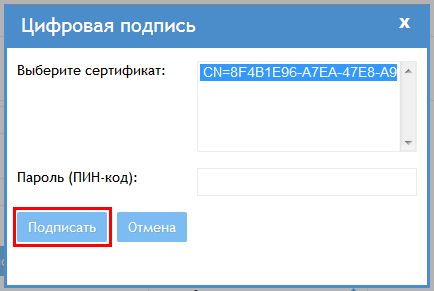 Цифровая подпись
x
Выберите сертификат:
CN=8F4B1E96-A7EA-47E8-A9
Пароль (ПИН-код):
Подписать
Отмена